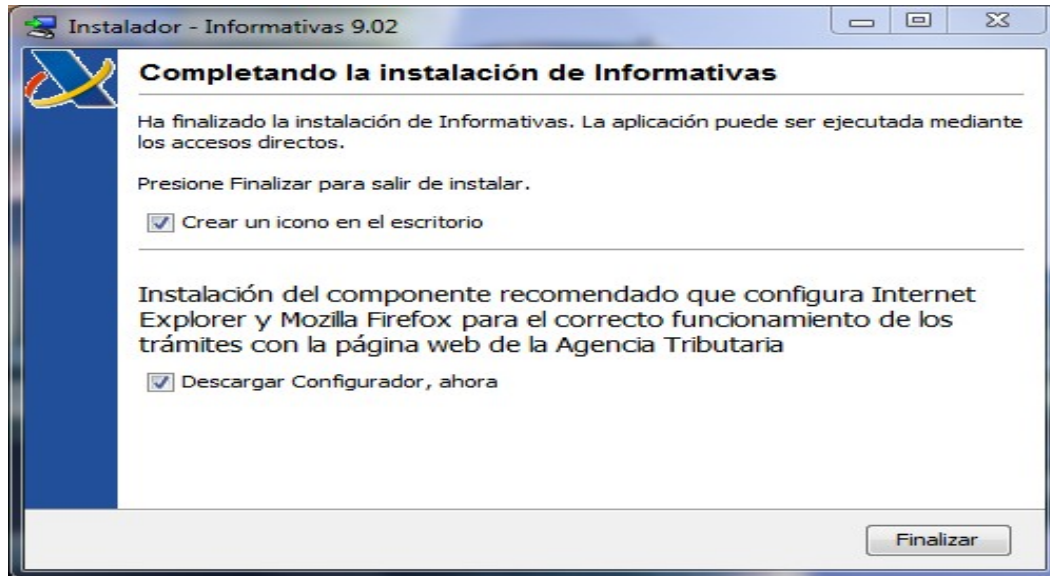 Instalador - Informativas 9.02
Completando la instalación de Informativas
Ha finalizado la instalación de Informativas. La aplicación puede ser ejecutada mediante
los accesos directos.
Presione Finalizar para salir de instalar.
Crear un icono en el escritorio
Instalación del componente recomendado que configura Internet
Explorer y Mozilla Firefox para el correcto funcionamiento de los
trámites con la página web de la Agencia Tributaria
Descargar Configurador, ahora
Finalizar